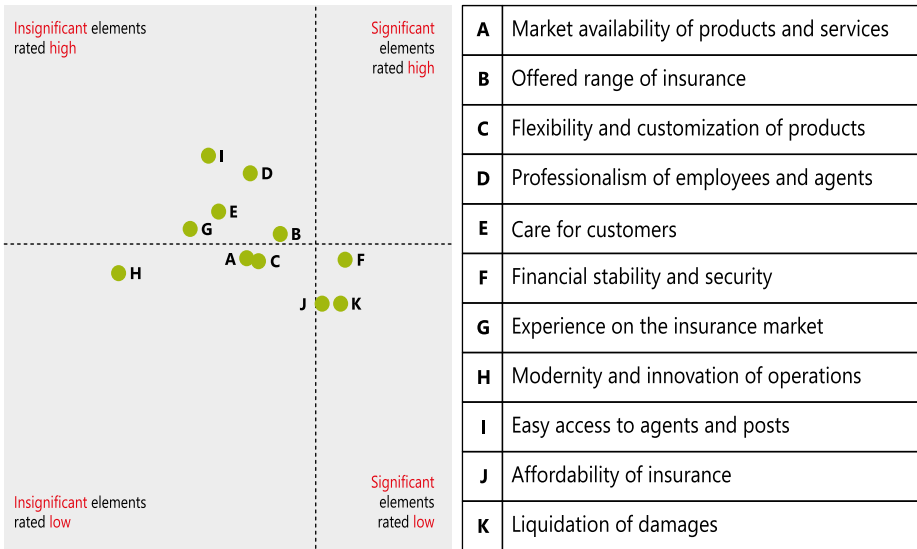 Insignificant elements
rated high
Significant
elements
rated high
I
D
E
G
B
A
C
F
H
J
K
Insignificant elements
rated low
Significant
elements
rated low
A Market availability of products and services
B Offered range of insurance
C Flexibility and customization of products
D Professionalism of employees and agents
E Care for customers
F Financial stability and security
G Experience on the insurance market
H Modernity and innovation of operations
I Easy access to agents and posts
J Affordability of insurance
K Liquidation of damages